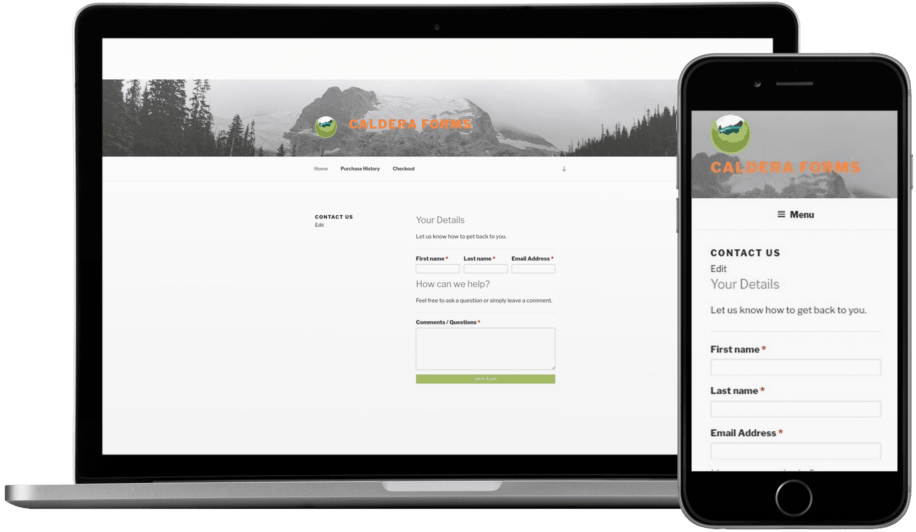 CALDERA FORMS
Home Purchase History Checkout
CONTACT US
Edit
Your Details
Let us know how to get back to you.
First name * Last name * Email Address *
How can we help?
Feel free to ask a question or simply leave a comment.
Comments / Questions *
CALDERA FORMS
Menu
CONTACT US
Edit
Your Details
Let us know how to get back to you.
First name *
Last name *
Email Address *